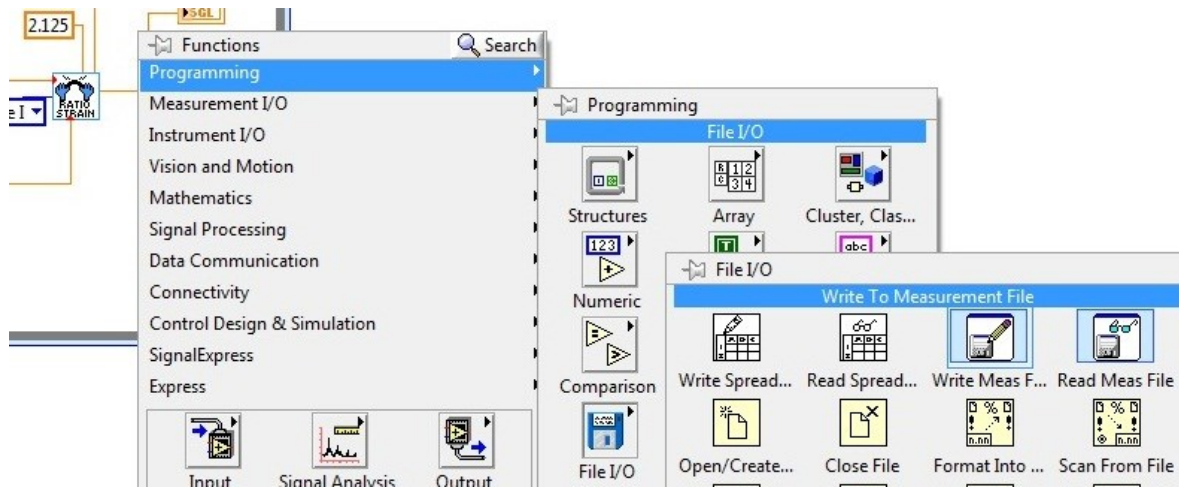 SGL
2.125
RATIO
STRAIN
e I
Functions
Search
Programming
Measurement I/O
Instrument I/O
Vision and Motion
Mathematics
Signal Processing
Data Communication
Connectivity
Control Design & Simulation
SignalExpress
Express
Input
Signal Analysis
Output
Programming
File I/O
Structures
Array
Cluster, Clas...
123
abc
Numeric
Comparison
File I/O
File I/O
Write To Measurement File
Write Spread...
Read Spread...
Write Meas F...
Read Meas File
Open/Create...
Close File
Format Into ...
Scan From File